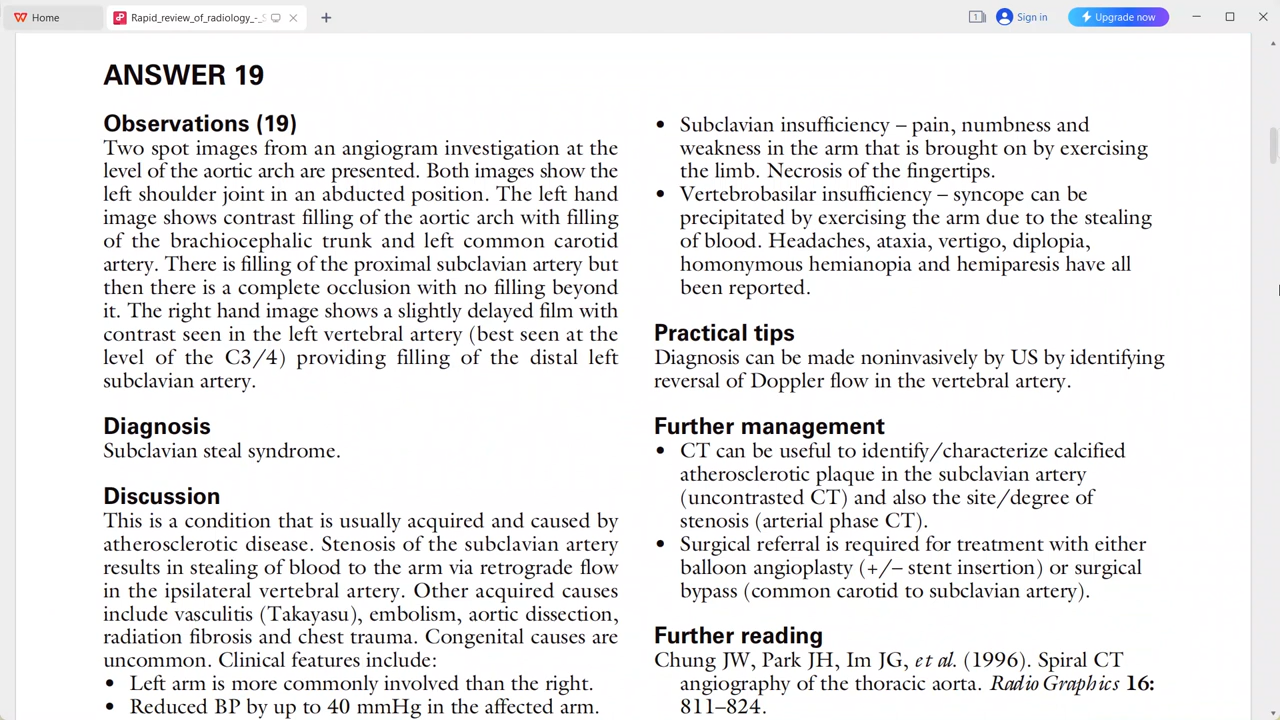 Home
Rapid_review_of_radiology_-_S
1
Sign in
Upgrade now
ANSWER 19
Observations (19)
Two spot images from an angiogram investigation at the
level of the aortic arch are presented. Both images show the
left shoulder joint in an abducted position. The left hand
image shows contrast filling of the aortic arch with filling
of the brachiocephalic trunk and left common carotid
artery. There is filling of the proximal subclavian artery but
then there is a complete occlusion with no filling beyond
it. The right hand image shows a slightly delayed film with
contrast seen in the left vertebral artery (best seen at the
level of the C3/4) providing filling of the distal left
subclavian artery.
Diagnosis
Subclavian steal syndrome.
Discussion
This is a condition that is usually acquired and caused by
atherosclerotic disease. Stenosis of the subclavian artery
results in stealing of blood to the arm via retrograde flow
in the ipsilateral vertebral artery. Other acquired causes
include vasculitis (Takayasu), embolism, aortic dissection,
radiation fibrosis and chest trauma. Congenital causes are
uncommon. Clinical features include:
• Left arm is more commonly involved than the right.
• Reduced BP by up to 40 mmHg in the affected arm.
• Subclavian insufficiency – pain, numbness and
weakness in the arm that is brought on by exercising
the limb. Necrosis of the fingertips.
• Vertebrobasilar insufficiency – syncope can be
precipitated by exercising the arm due to the stealing
of blood. Headaches, ataxia, vertigo, diplopia,
homonymous hemianopia and hemiparesis have all
been reported.
Practical tips
Diagnosis can be made noninvasively by US by identifying
reversal of Doppler flow in the vertebral artery.
Further management
• CT can be useful to identify/characterize calcified
atherosclerotic plaque in the subclavian artery
(uncontrasted CT) and also the site/degree of
stenosis (arterial phase CT).
• Surgical referral is required for treatment with either
balloon angioplasty (+/– stent insertion) or surgical
bypass (common carotid to subclavian artery).
Further reading
Chung JW, Park JH, Im JG, et al. (1996). Spiral CT
angiography of the thoracic aorta. RadioGraphics 16:
811–824.